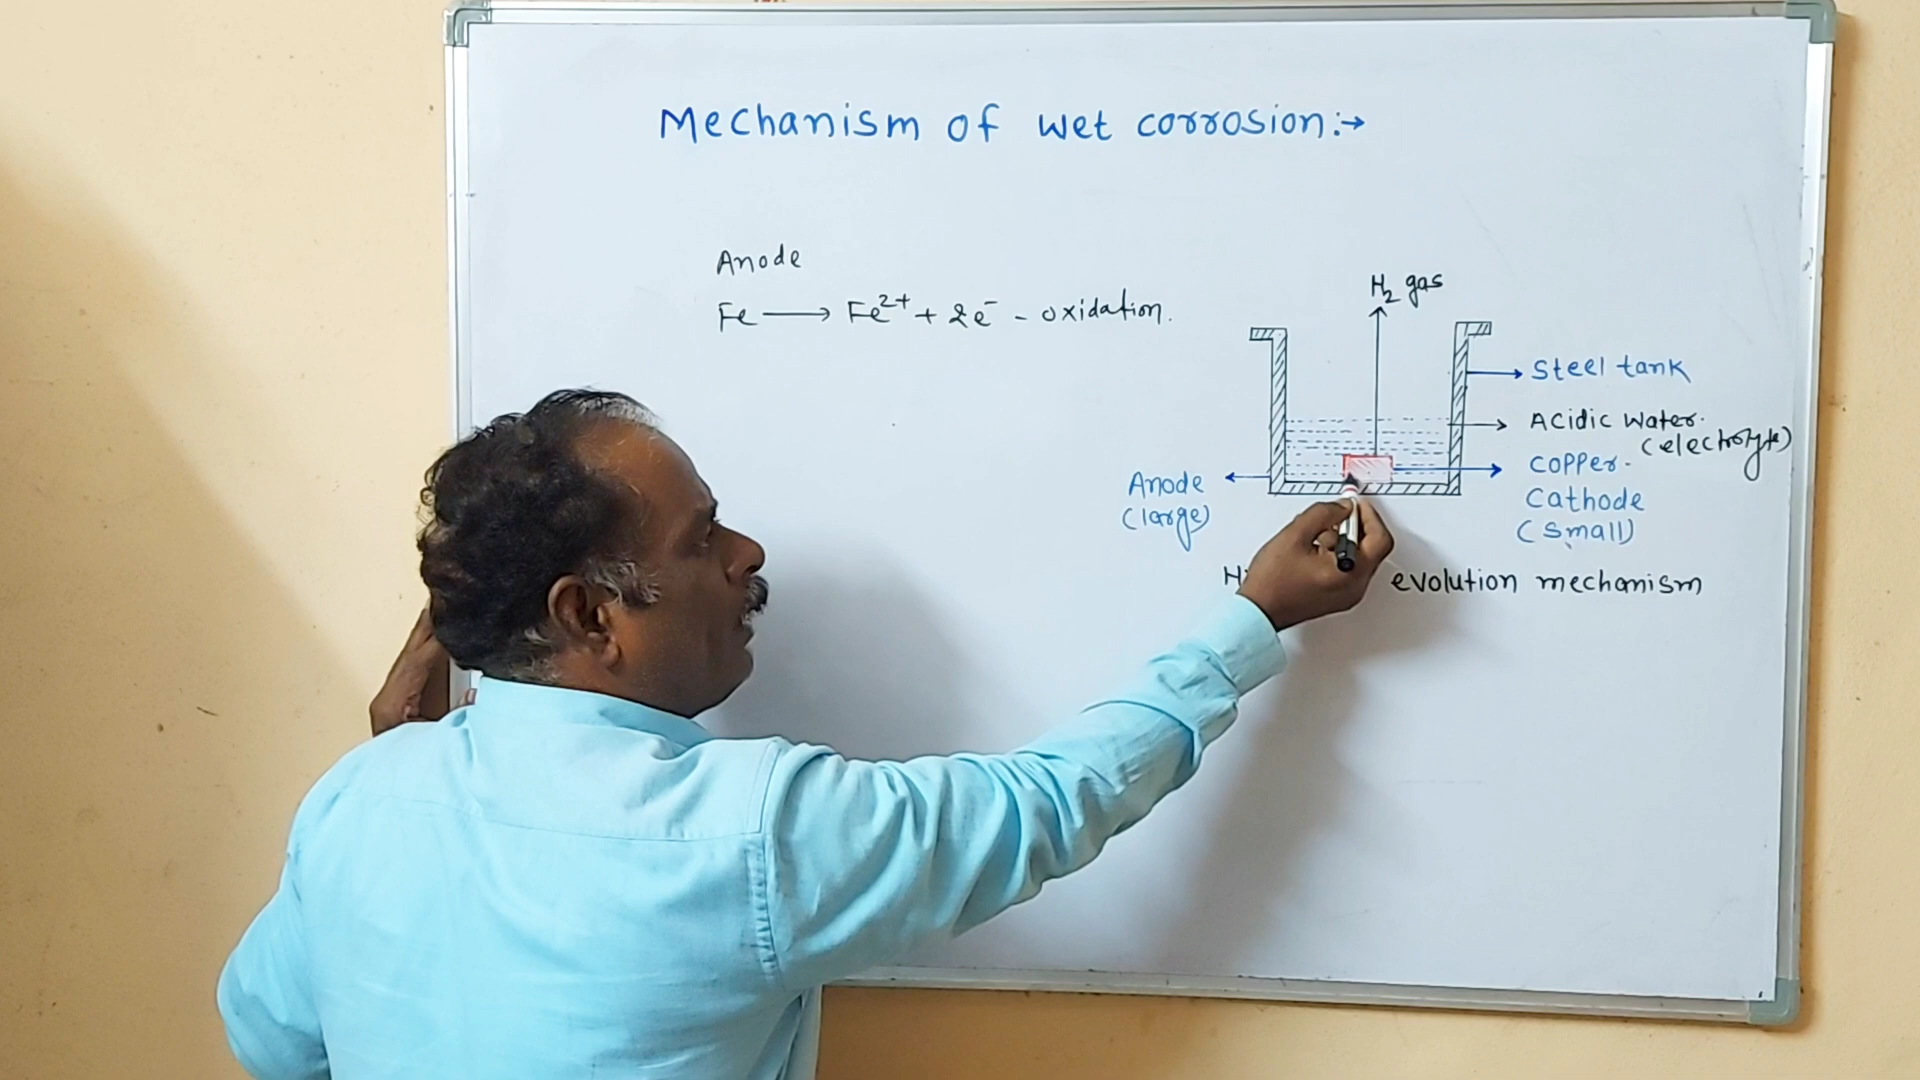 Mechanism of wet corrosion:→
Anode
Fe ⟶ Fe²⁺ + 2e⁻ - oxidation.
H₂ gas
Steel tank
Acidic water.
(electrolyte)
Copper.
Cathode
(small)
Anode
(large)
evolution mechanism